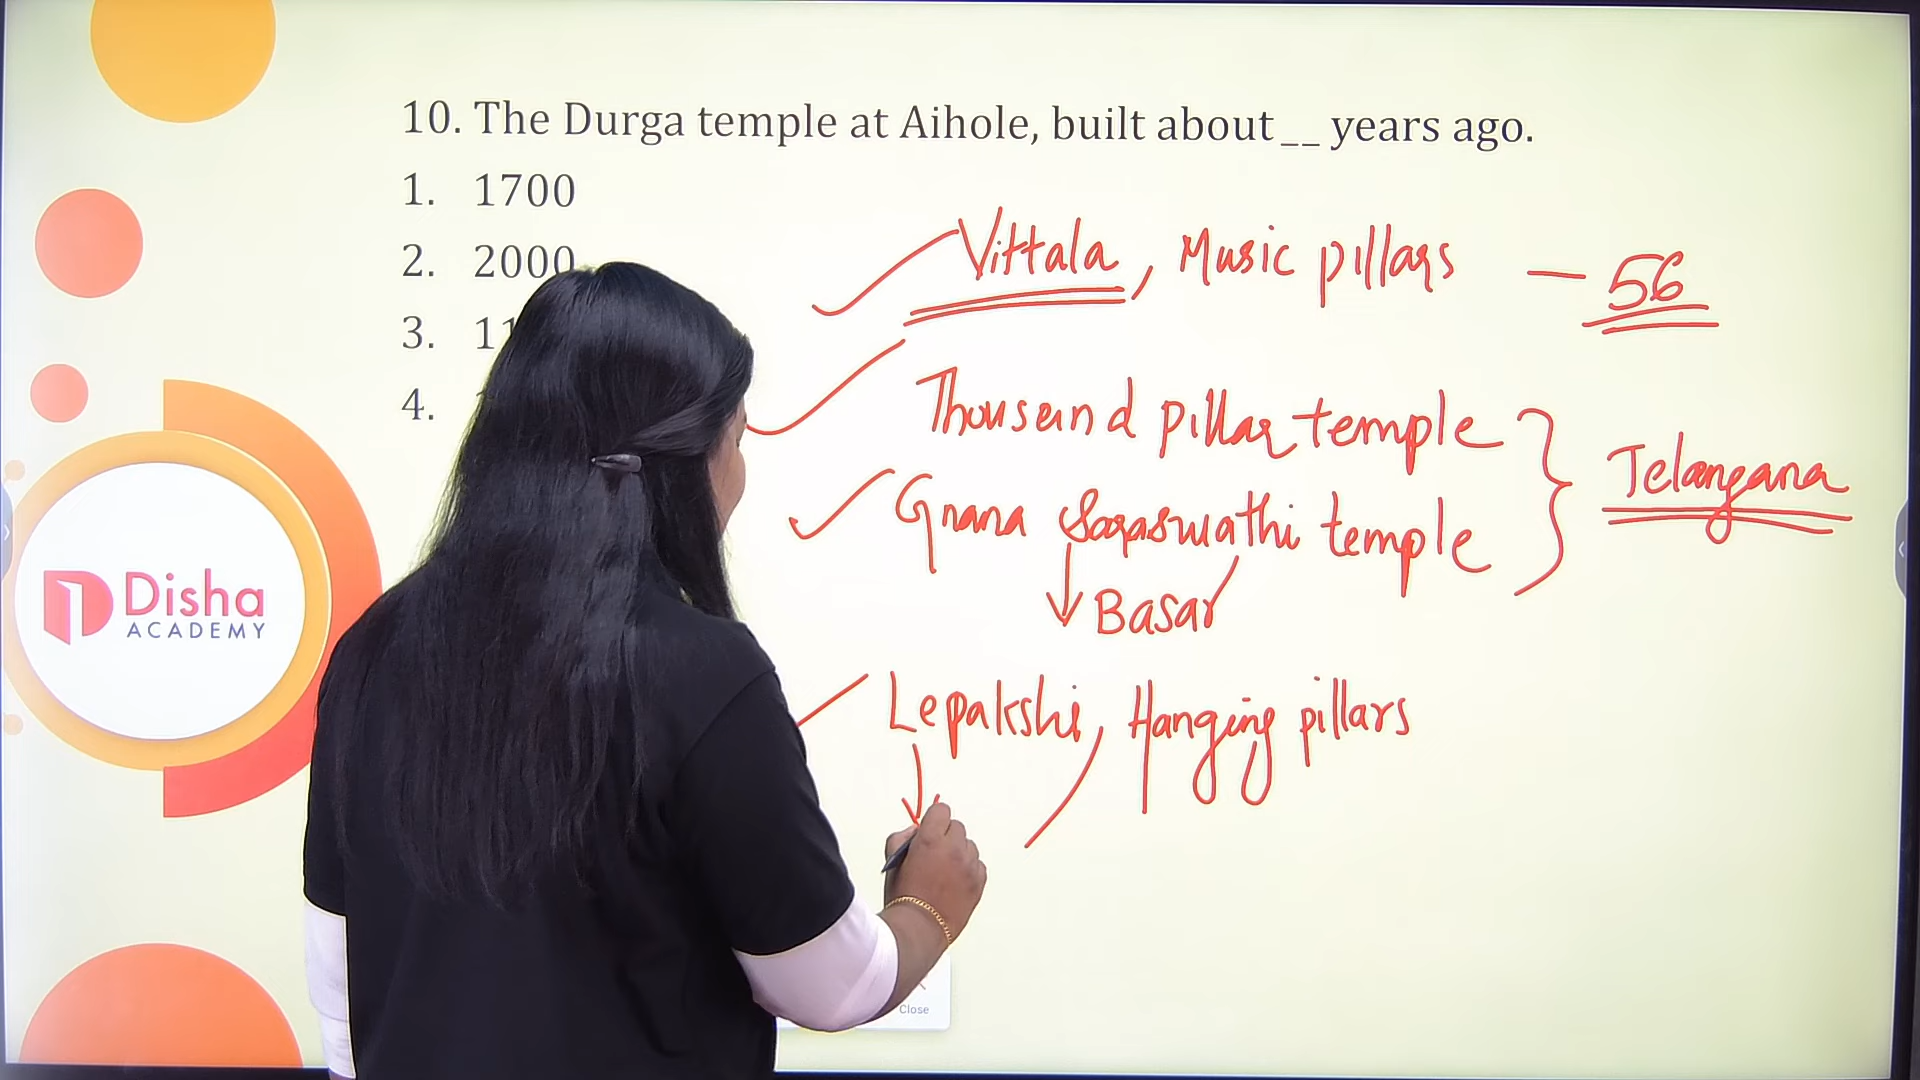 10. The Durga temple at Aihole, built about __ years ago.
1. 1700
2. 2000
3. 11
4.
Vittala, Music pillars — 56
Thousand pillar temple
Telangana
Gnana Saraswathi temple
Basar
Lepakshi, Hanging pillars
Disha
ACADEMY
Close